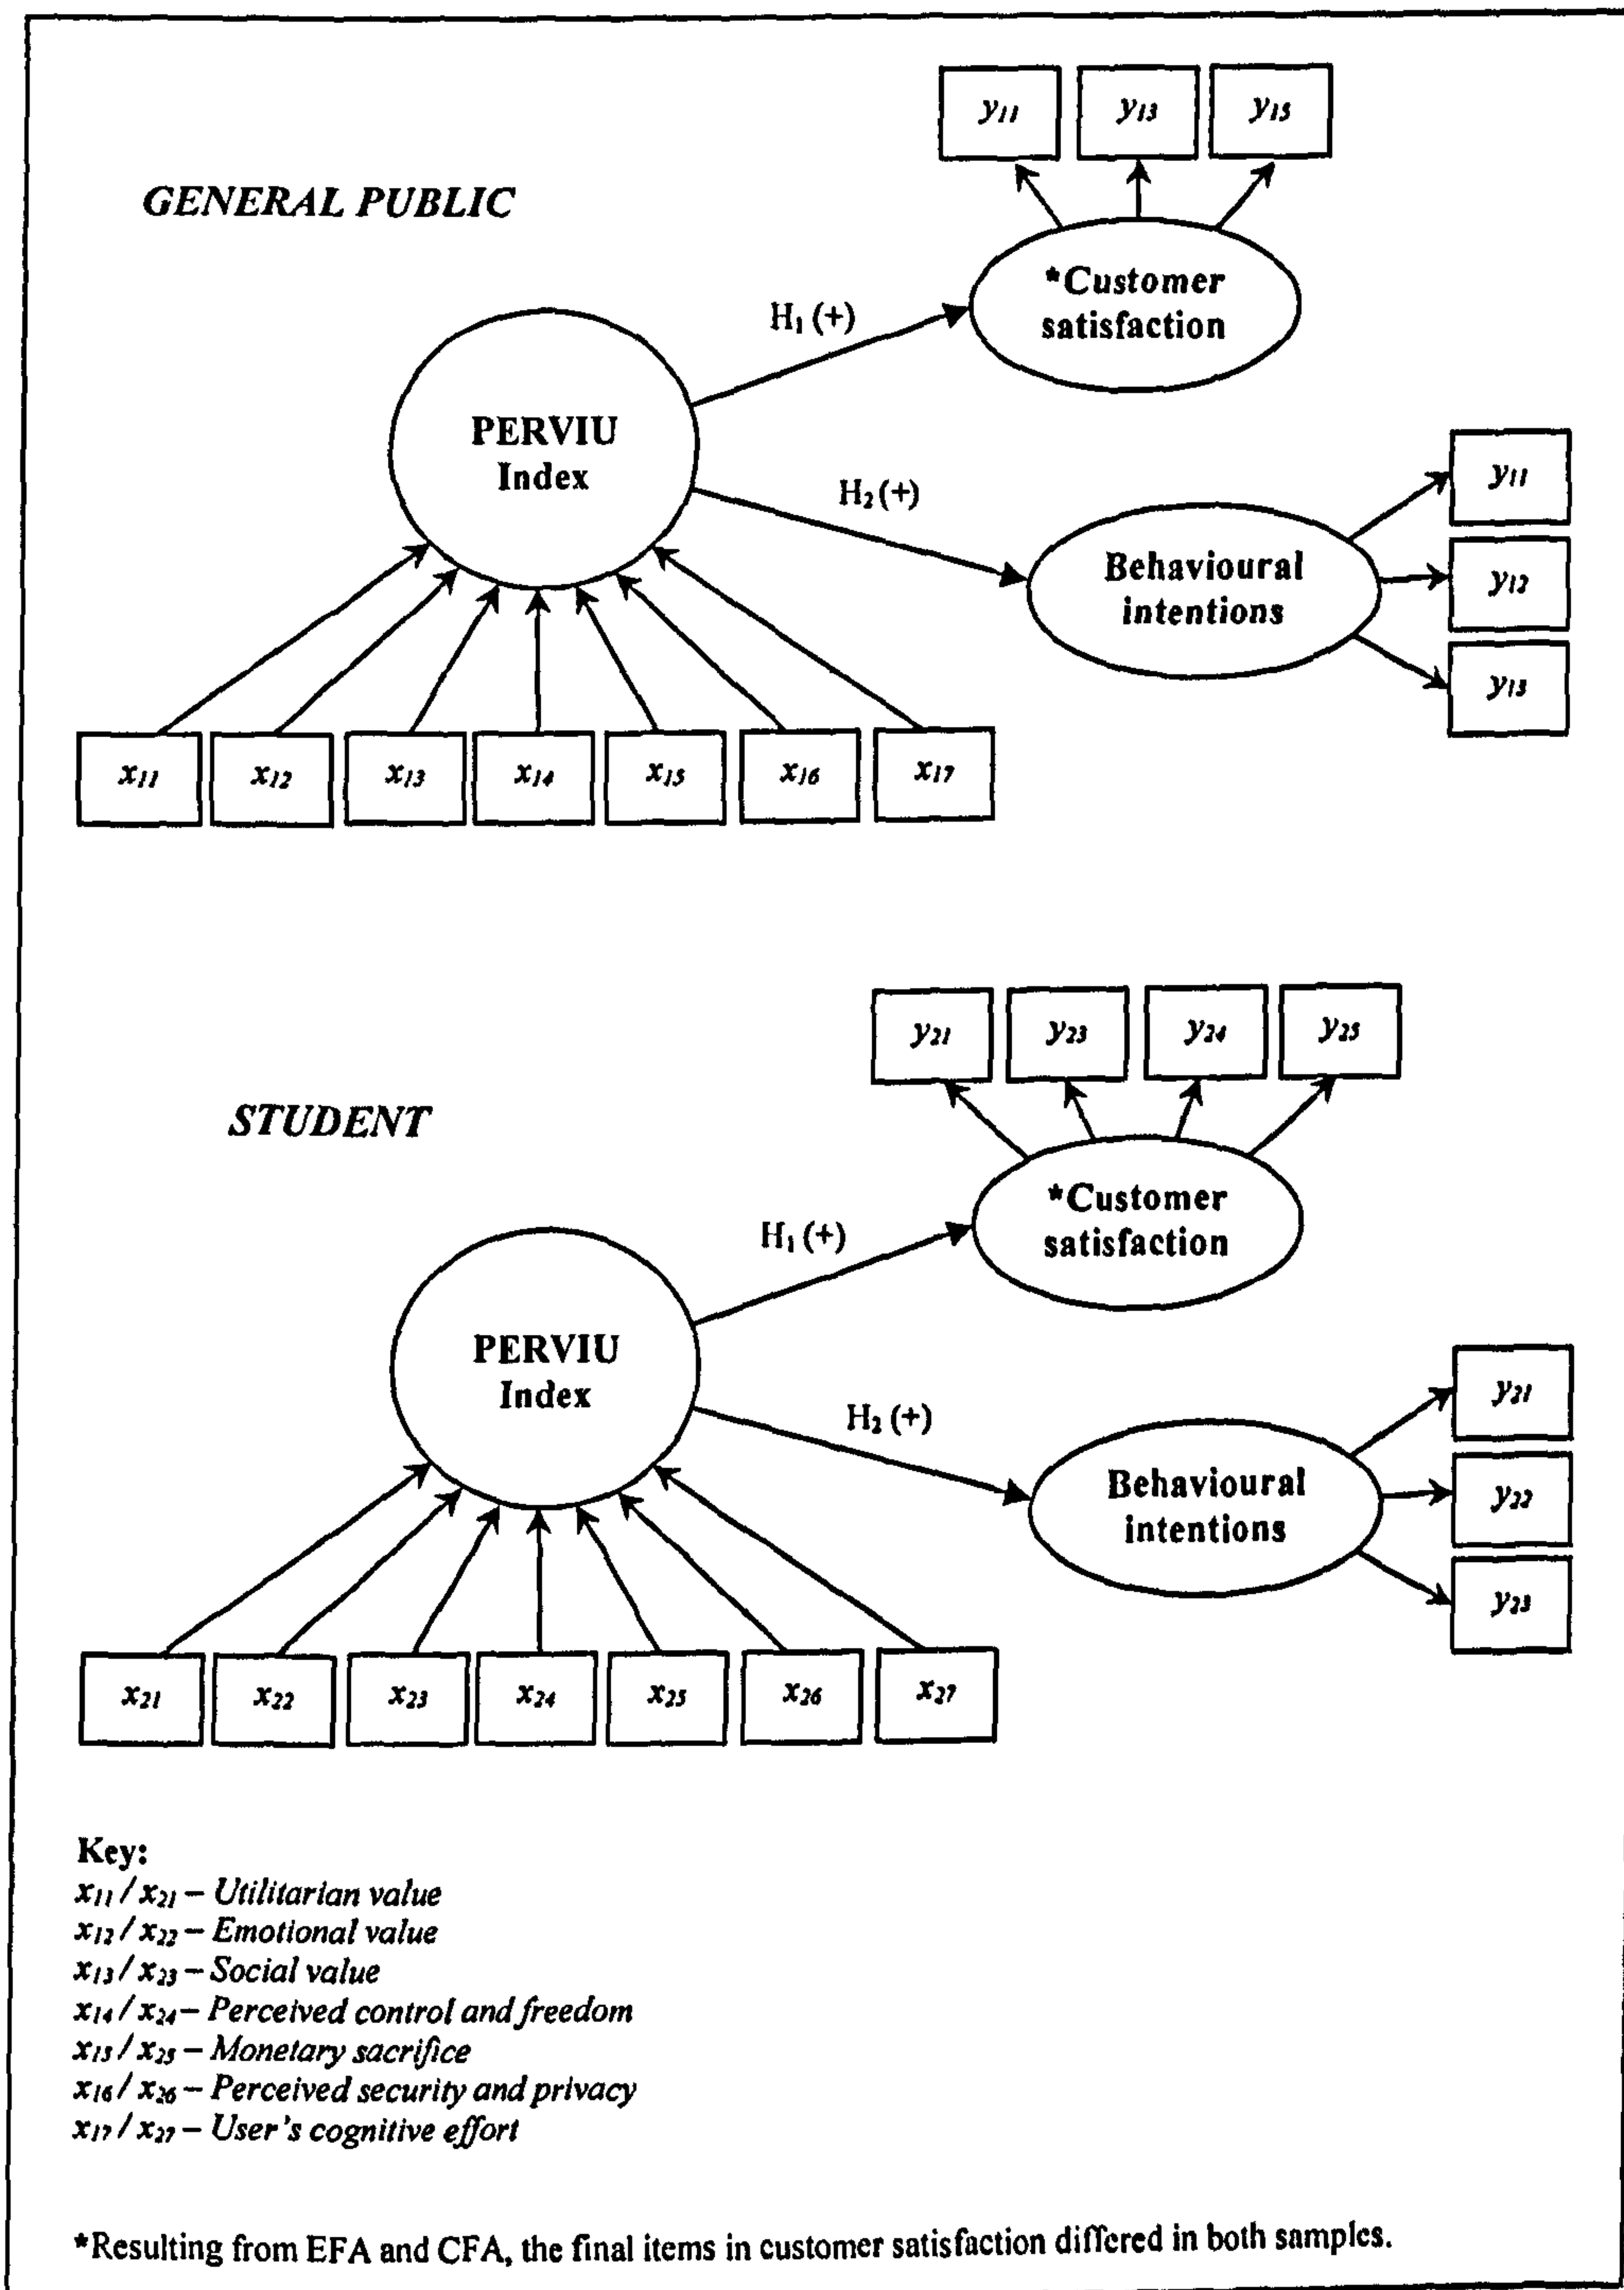 y₁₁ y₁₃ y₁₅
GENERAL PUBLIC
*Customer
satisfaction
H₁ (+)
PERVIU
Index
H₂ (+)
y₁₁
Behavioural
intentions
y₁₂
y₁₃
x₁₁ x₁₂ x₁₃ x₁₄ x₁₅ x₁₆ x₁₇
y₂₁ y₂₃ y₂₄ y₂₅
STUDENT
*Customer
satisfaction
H₁ (+)
PERVIU
Index
H₂ (+)
y₂₁
Behavioural
intentions
y₂₂
y₂₃
x₂₁ x₂₂ x₂₃ x₂₄ x₂₅ x₂₆ x₂₇
Key:
x₁₁ / x₂₁ – Utilitarian value
x₁₂ / x₂₂ – Emotional value
x₁₃ / x₂₃ – Social value
x₁₄ / x₂₄ – Perceived control and freedom
x₁₅ / x₂₅ – Monetary sacrifice
x₁₆ / x₂₆ – Perceived security and privacy
x₁₇ / x₂₇ – User's cognitive effort
*Resulting from EFA and CFA, the final items in customer satisfaction differed in both samples.